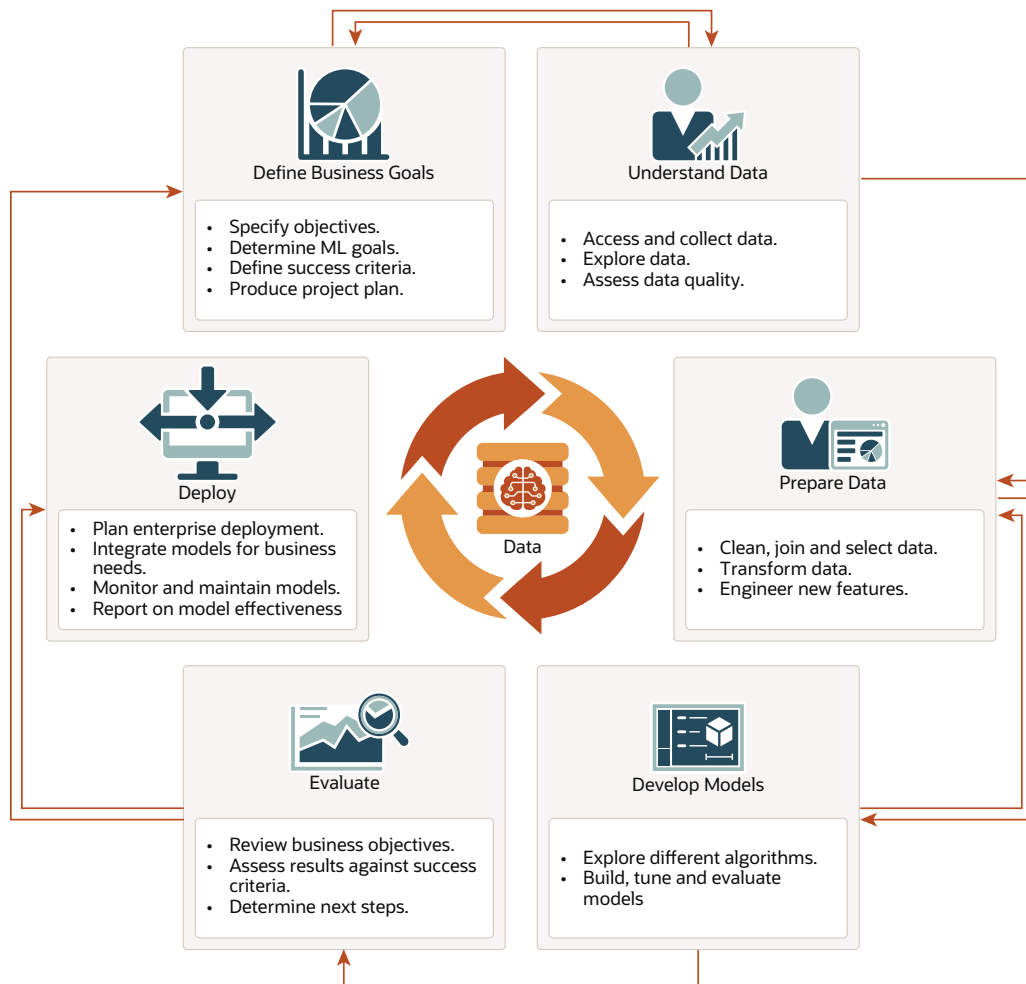 Define Business Goals
• Specify objectives.
• Determine ML goals.
• Define success criteria.
• Produce project plan.
Understand Data
• Access and collect data.
• Explore data.
• Assess data quality.
Deploy
• Plan enterprise deployment.
• Integrate models for business
needs.
• Monitor and maintain models.
• Report on model effectiveness
Data
Prepare Data
• Clean, join and select data.
• Transform data.
• Engineer new features.
Evaluate
• Review business objectives.
• Assess results against success
criteria.
• Determine next steps.
Develop Models
• Explore different algorithms.
• Build, tune and evaluate
models